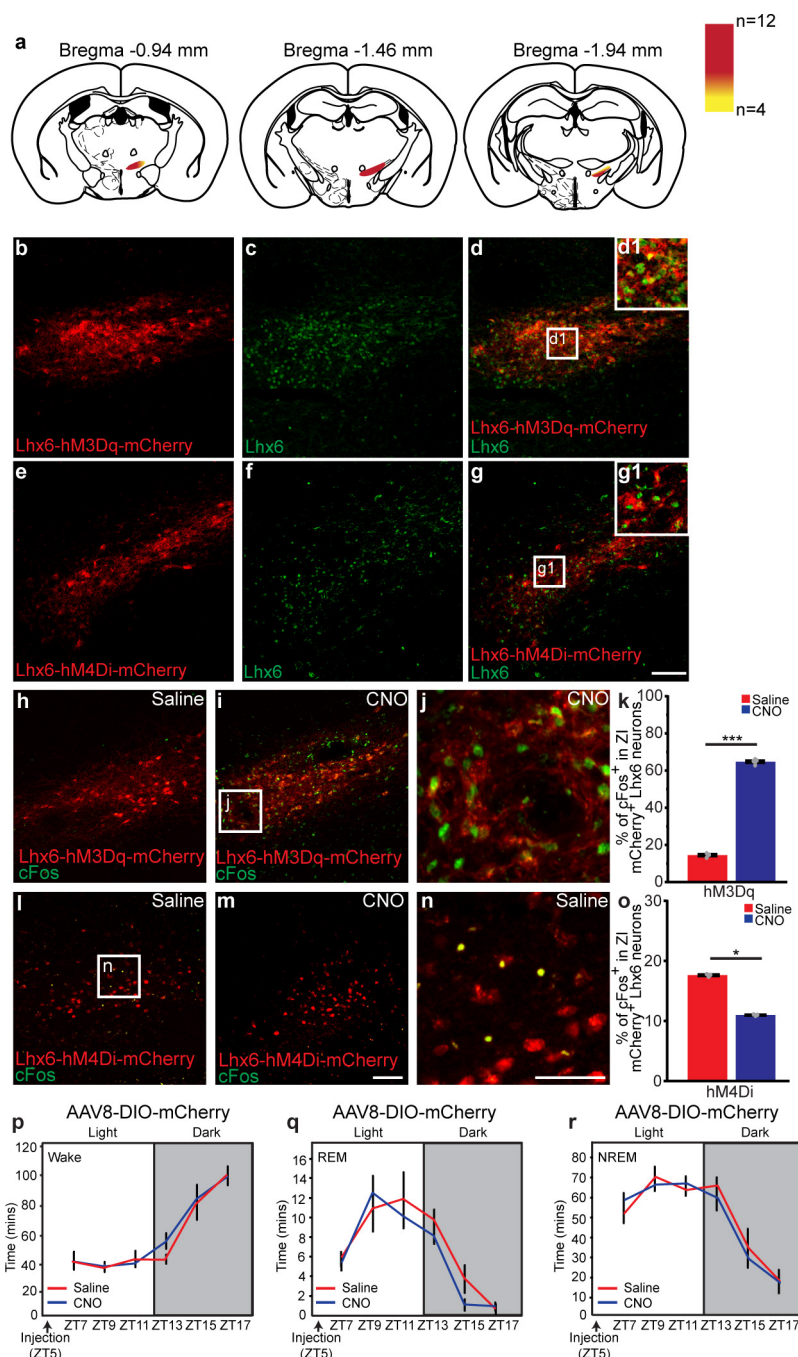 a
Bregma -0.94 mm
Bregma -1.46 mm
Bregma -1.94 mm
n=12
n=4
b
Lhx6-hM3Dq-mCherry
c
Lhx6
d
d1
d1
Lhx6-hM3Dq-mCherry
Lhx6
e
Lhx6-hM4Di-mCherry
f
Lhx6
g
g1
g1
Lhx6-hM4Di-mCherry
Lhx6
h
Saline
Lhx6-hM3Dq-mCherry
cFos
i
CNO
j
Lhx6-hM3Dq-mCherry
cFos
j
CNO
k
Saline
CNO
***
% of cFos+ in ZI
mCherry+ Lhx6 neurons
100
80
60
40
20
0
hM3Dq
l
Saline
n
Lhx6-hM4Di-mCherry
cFos
m
CNO
Lhx6-hM4Di-mCherry
cFos
n
Saline
o
Saline
CNO
*
% of cFos+ in ZI
mCherry+ Lhx6 neurons
30
20
10
0
hM4Di
p
AAV8-DIO-mCherry
Light
Dark
Wake
Time (mins)
120
100
80
60
40
20
0
Saline
CNO
ZT7 ZT9 ZT11 ZT13 ZT15 ZT17
Injection
(ZT5)
q
AAV8-DIO-mCherry
Light
Dark
REM
Time (mins)
16
14
12
10
8
6
4
2
0
Saline
CNO
ZT7 ZT9 ZT11 ZT13 ZT15 ZT17
Injection
(ZT5)
r
AAV8-DIO-mCherry
Light
Dark
NREM
Time (mins)
80
70
60
50
40
30
20
10
0
Saline
CNO
ZT7 ZT9 ZT11 ZT13 ZT15 ZT17
Injection
(ZT5)